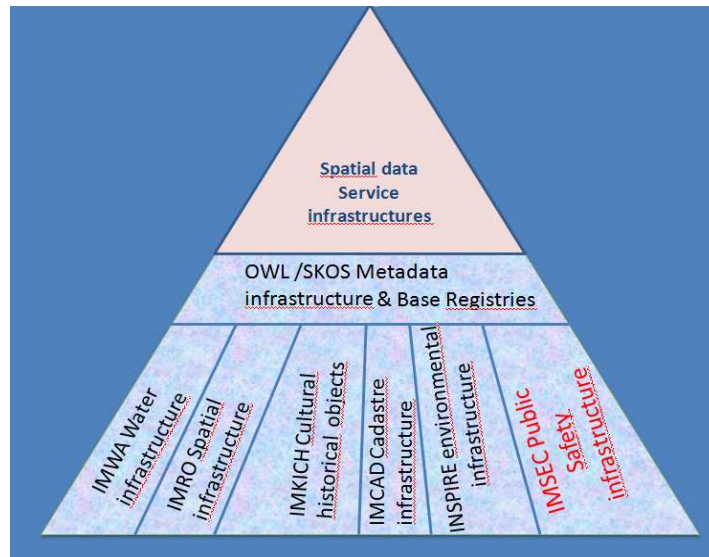 Spatial data
Service
infrastructures
OWL /SKOS Metadata
infrastructure & Base Registries
IMWA Water
infrastructure
IMRO Spatial
infrastructure
IMKICH Cultural
historical objects
IMCAD Cadastre
infrastructure
INSPIRE environmental
infrastructure
IMSEC Public
Safety
infrastructure